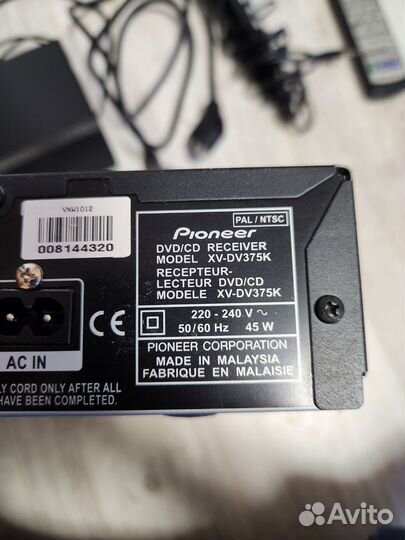 VXW1012
008144320
PAL / NTSC
Pioneer
DVD/CD RECEIVER
MODEL XV-DV375K
RECEPTEUR-
LECTEUR DVD/CD
MODELE XV-DV375K
220 - 240 V ~
50/60 Hz 45 W
PIONEER CORPORATION
MADE IN MALAYSIA
FABRIQUE EN MALAISIE
CE
AC IN
LY CORD ONLY AFTER ALL
HAVE BEEN COMPLETED.
Avito